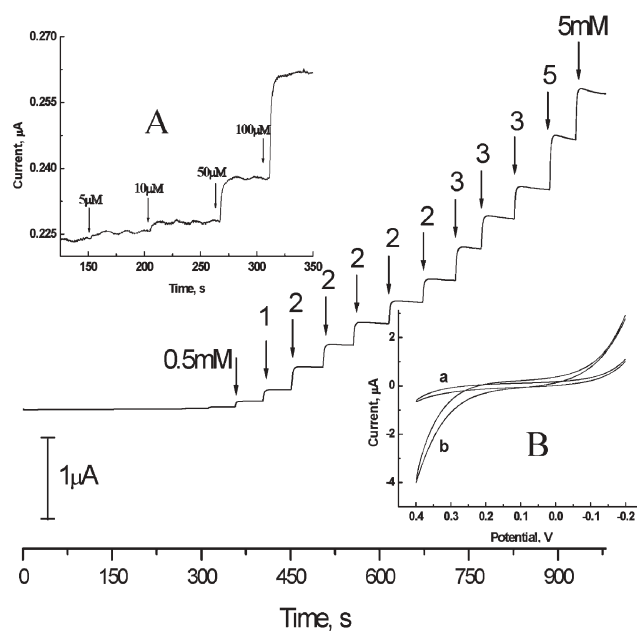 0.270
0.255
0.240
0.225
Current, µA
A
5µM
10µM
50µM
100µM
150
200
250
300
350
Time, s
0.5mM
1
2
2
2
2
2
3
3
3
5
5mM
1µA
2
0
-2
-4
Current, µA
a
b
B
0.4
0.3
0.2
0.1
0.0
-0.1
-0.2
Potential, V
0
150
300
450
600
750
900
Time, s